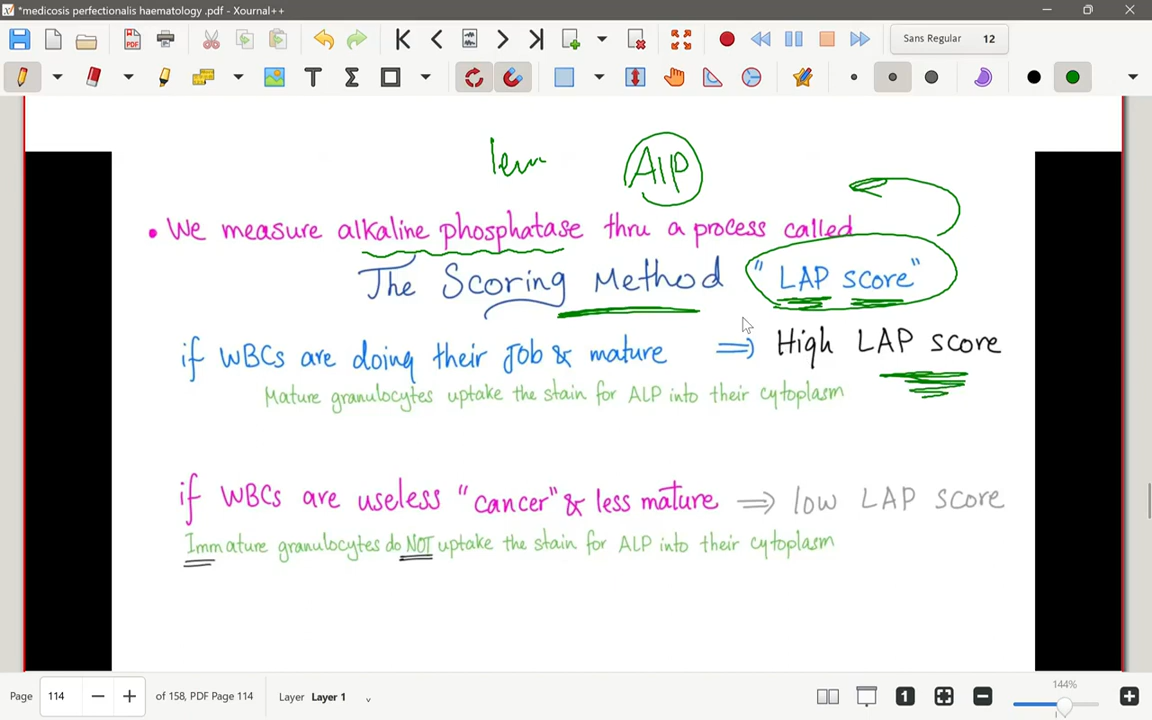 *medicosis perfectionalis haematology .pdf - Xournal++
Sans Regular 12
ALP
• We measure alkaline phosphatase thru a process called
The Scoring Method "LAP score"
if WBCs are doing their job & mature ⇒ High LAP score
Mature granulocytes uptake the stain for ALP into their cytoplasm
if WBCs are useless "cancer" & less mature ⇒ low LAP score
Immature granulocytes do NOT uptake the stain for ALP into their cytoplasm
Page 114 of 158, PDF Page 114 Layer Layer 1 144%